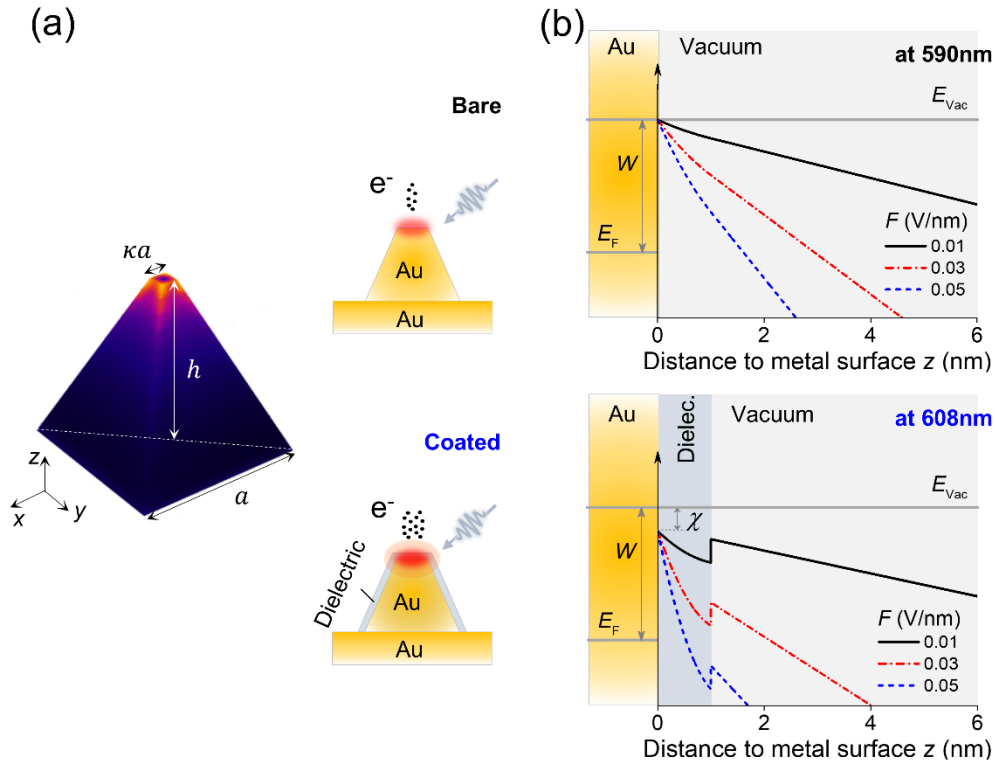 (a)
κa
h
a
z
x
y
Bare
e-
Au
Au
Coated
e-
Dielectric
Au
Au
(b)
Au
Vacuum
at 590nm
EVac
W
EF
F (V/nm)
0.01
0.03
0.05
0
2
4
6
Distance to metal surface z (nm)
Au
Dielec.
Vacuum
at 608nm
EVac
χ
W
EF
F (V/nm)
0.01
0.03
0.05
0
2
4
6
Distance to metal surface z (nm)